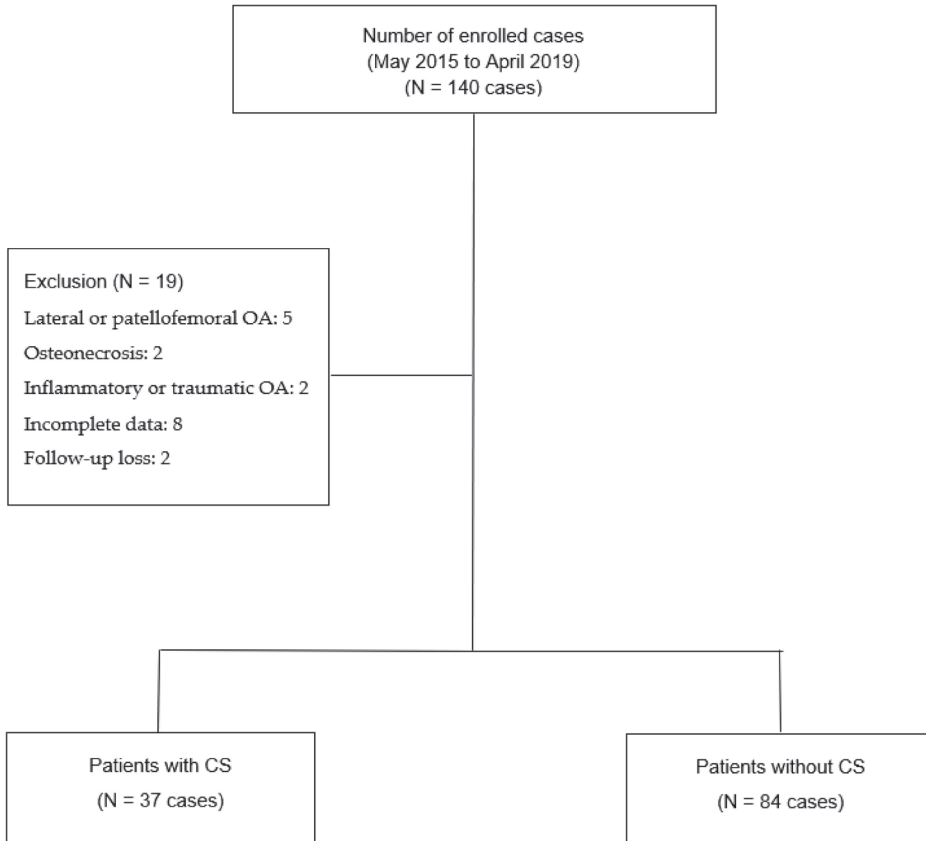 Number of enrolled cases
(May 2015 to April 2019)
(N = 140 cases)
Exclusion (N = 19)
Lateral or patellofemoral OA: 5
Osteonecrosis: 2
Inflammatory or traumatic OA: 2
Incomplete data: 8
Follow-up loss: 2
Patients with CS
(N = 37 cases)
Patients without CS
(N = 84 cases)